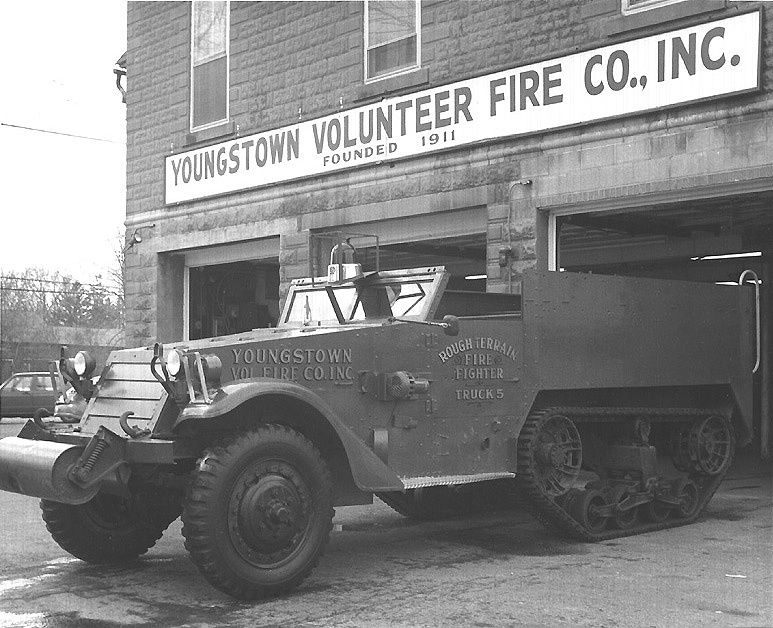 YOUNGSTOWN VOLUNTEER FIRE CO., INC.
FOUNDED 1911
YOUNGSTOWN
VOL. FIRE CO. INC
ROUGH TERRAIN
FIRE
FIGHTER
TRUCK 5